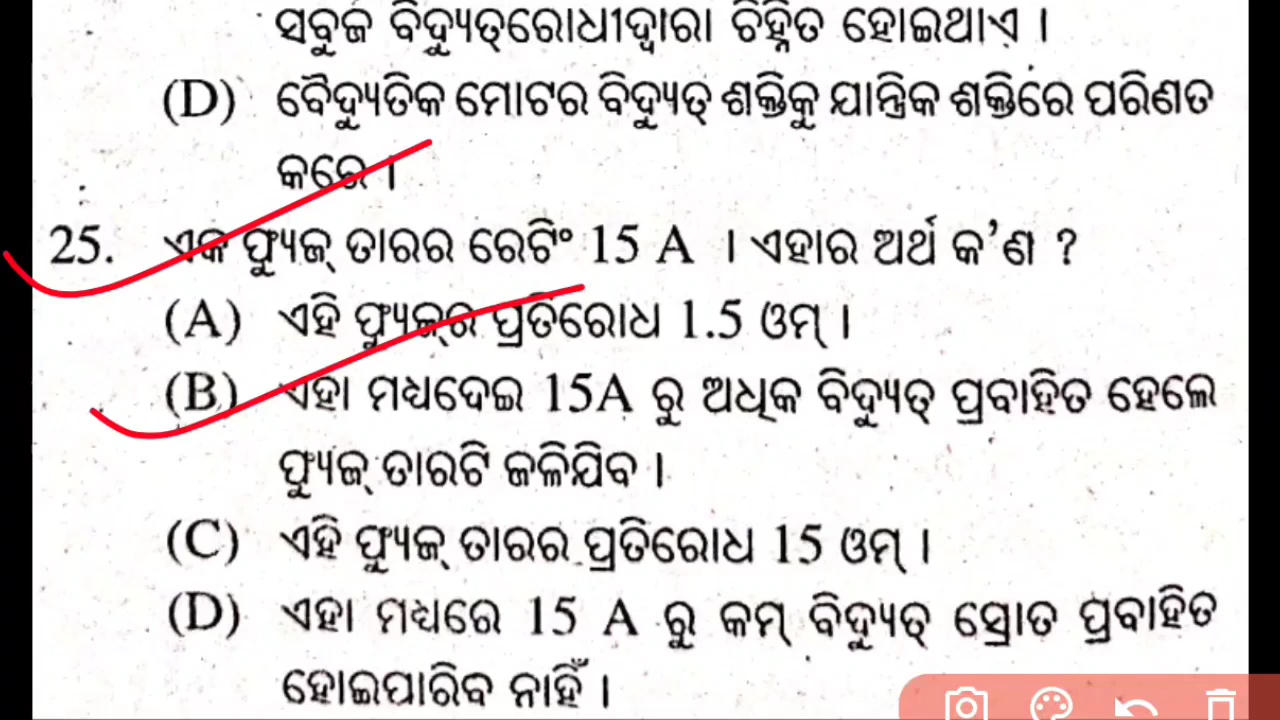 ସବୁଜ ବିଦ୍ୟୁତ୍‌ରୋଧୀଦ୍ୱାରା ଚିହ୍ନିତ ହୋଇଥାଏ ।
(D) ବୈଦ୍ୟୁତିକ ମୋଟର ବିଦ୍ୟୁତ୍ ଶକ୍ତିକୁ ଯାନ୍ତ୍ରିକ ଶକ୍ତିରେ ପରିଣତ
କରେ ।
25. ଏକ ଫ୍ୟୁଜ୍ ତାରର ରେଟିଂ 15 A । ଏହାର ଅର୍ଥ କ’ଣ ?
(A) ଏହି ଫ୍ୟୁଜ୍‌ର ପ୍ରତିରୋଧ 1.5 ଓମ୍ ।
(B) ଏହା ମଧ୍ୟଦେଇ 15A ରୁ ଅଧିକ ବିଦ୍ୟୁତ୍ ପ୍ରବାହିତ ହେଲେ
ଫ୍ୟୁଜ୍ ତାରଟି ଜଳିଯିବ ।
(C) ଏହି ଫ୍ୟୁଜ୍ ତାରର ପ୍ରତିରୋଧ 15 ଓମ୍ ।
(D) ଏହା ମଧ୍ୟରେ 15 A ରୁ କମ୍ ବିଦ୍ୟୁତ୍ ସ୍ରୋତ ପ୍ରବାହିତ
ହୋଇପାରିବ ନାହିଁ ।